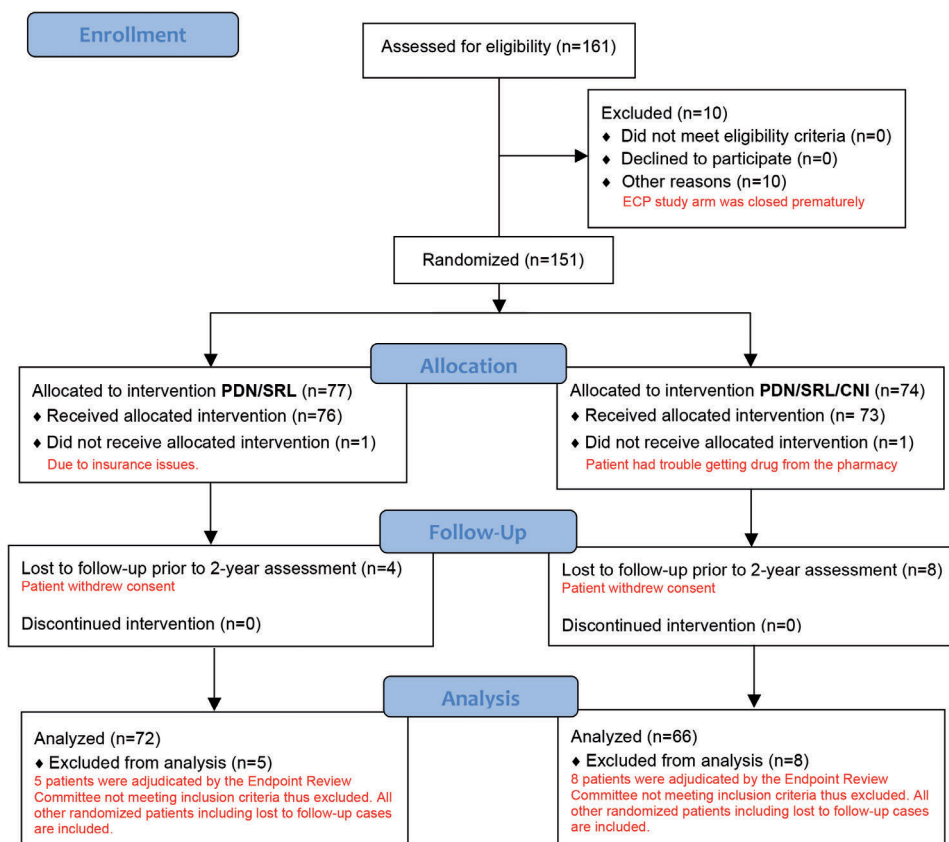 Enrollment
Assessed for eligibility (n=161)
Excluded (n=10)
♦ Did not meet eligibility criteria (n=0)
♦ Declined to participate (n=0)
♦ Other reasons (n=10)
ECP study arm was closed prematurely
Randomized (n=151)
Allocation
Allocated to intervention PDN/SRL (n=77)
♦ Received allocated intervention (n=76)
♦ Did not receive allocated intervention (n=1)
Due to insurance issues.
Allocated to intervention PDN/SRL/CNI (n=74)
♦ Received allocated intervention (n= 73)
♦ Did not receive allocated intervention (n=1)
Patient had trouble getting drug from the pharmacy
Follow-Up
Lost to follow-up prior to 2-year assessment (n=4)
Patient withdrew consent
Discontinued intervention (n=0)
Lost to follow-up prior to 2-year assessment (n=8)
Patient withdrew consent
Discontinued intervention (n=0)
Analysis
Analyzed (n=72)
♦ Excluded from analysis (n=5)
5 patients were adjudicated by the Endpoint Review
Committee not meeting inclusion criteria thus excluded. All
other randomized patients including lost to follow-up cases
are included.
Analyzed (n=66)
♦ Excluded from analysis (n=8)
8 patients were adjudicated by the Endpoint Review
Committee not meeting inclusion criteria thus excluded. All
other randomized patients including lost to follow-up cases
are included.